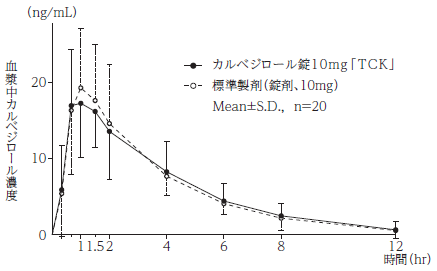 (ng/mL)
血漿中カルベジロール濃度
20
10
0
カルベジロール錠10mg「TCK」
標準製剤(錠剤、10mg)
Mean±S.D., n=20
1 1.5 2 4 6 8 12
時間(hr)